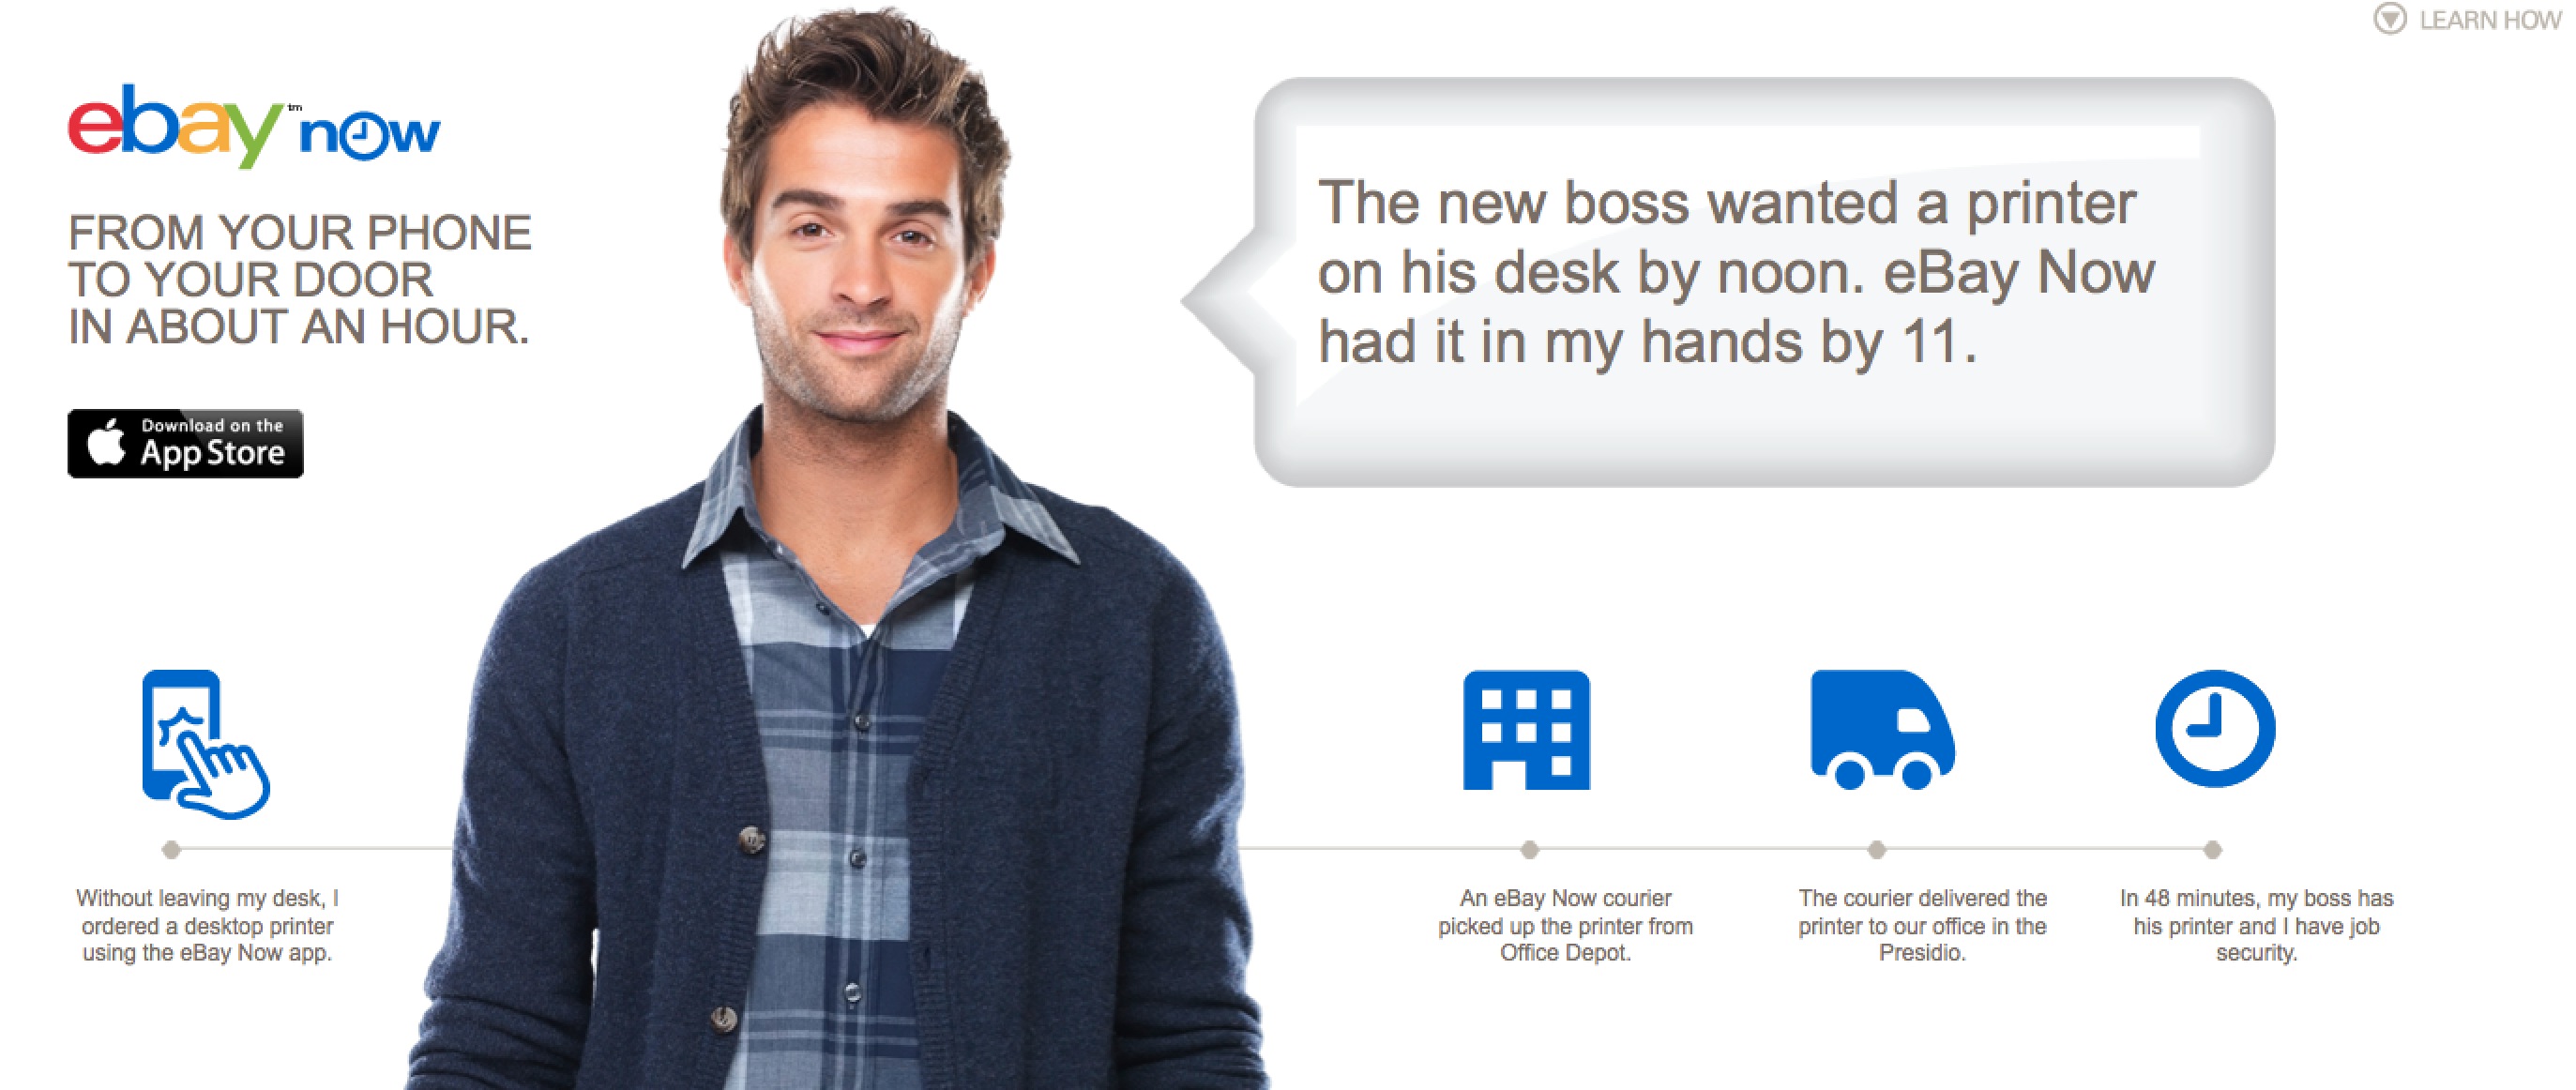 LEARN HOW
ebay™now
FROM YOUR PHONE
TO YOUR DOOR
IN ABOUT AN HOUR.
Download on the
App Store
The new boss wanted a printer
on his desk by noon. eBay Now
had it in my hands by 11.
Without leaving my desk, I
ordered a desktop printer
using the eBay Now app.
An eBay Now courier
picked up the printer from
Office Depot.
The courier delivered the
printer to our office in the
Presidio.
In 48 minutes, my boss has
his printer and I have job
security.